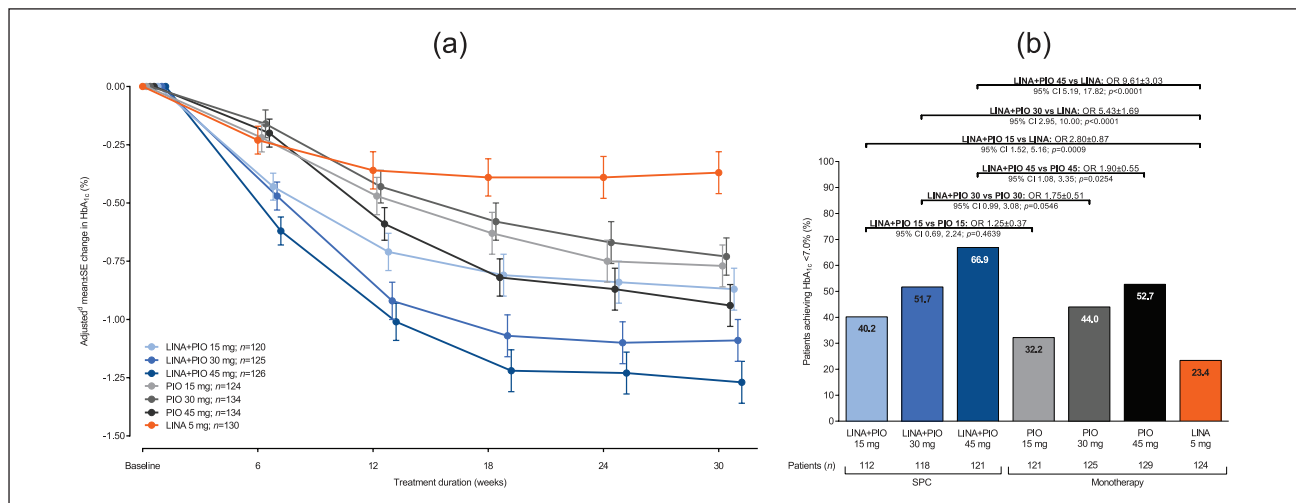 (a)
0.00
-0.25
-0.50
-0.75
-1.00
-1.25
-1.50
Adjustedᵈ mean±SE change in HbA₁c (%)
LINA+PIO 15 mg; n=120
LINA+PIO 30 mg; n=125
LINA+PIO 45 mg; n=126
PIO 15 mg; n=124
PIO 30 mg; n=134
PIO 45 mg; n=134
LINA 5 mg; n=130
Baseline 6 12 18 24 30
Treatment duration (weeks)
(b)
LINA+PIO 45 vs LINA: OR 9.61±3.03
95% CI 5.19, 17.82; p<0.0001
LINA+PIO 30 vs LINA: OR 5.43±1.69
95% CI 2.95, 10.00; p<0.0001
LINA+PIO 15 vs LINA: OR 2.80±0.87
95% CI 1.52, 5.16; p=0.0009
LINA+PIO 45 vs PIO 45: OR 1.90±0.55
95% CI 1.08, 3.35; p=0.0254
LINA+PIO 30 vs PIO 30: OR 1.75±0.51
95% CI 0.99, 3.08; p=0.0546
LINA+PIO 15 vs PIO 15: OR 1.25±0.37
95% CI 0.69, 2.24; p=0.4639
100
90
80
70
60
50
40
30
20
10
0
Patients achieving HbA₁c <7.0% (%)
40.2 51.7 66.9 32.2 44.0 52.7 23.4
LINA+PIO LINA+PIO LINA+PIO PIO PIO PIO LINA
15 mg 30 mg 45 mg 15 mg 30 mg 45 mg 5 mg
Patients (n) 112 118 121 121 125 129 124
SPC Monotherapy